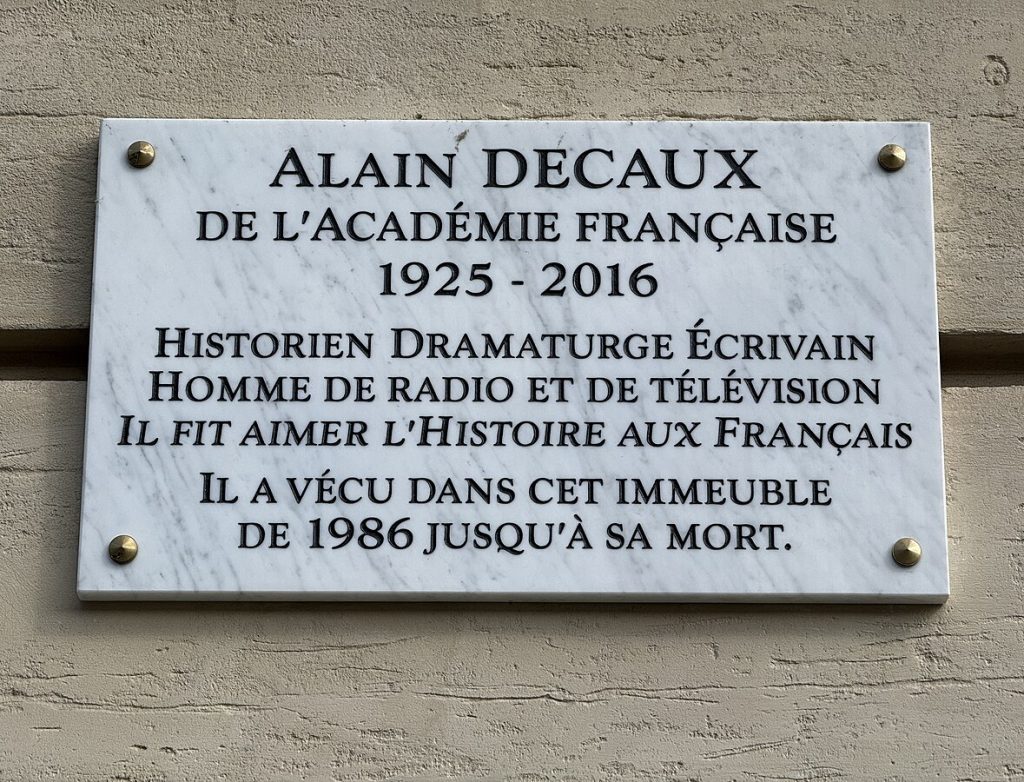 ALAIN DECAUX
DE L'ACADÉMIE FRANÇAISE
1925 - 2016
HISTORIEN DRAMATURGE ÉCRIVAIN
HOMME DE RADIO ET DE TÉLÉVISION
IL FIT AIMER L'HISTOIRE AUX FRANÇAIS
IL A VÉCU DANS CET IMMEUBLE
DE 1986 JUSQU'À SA MORT.